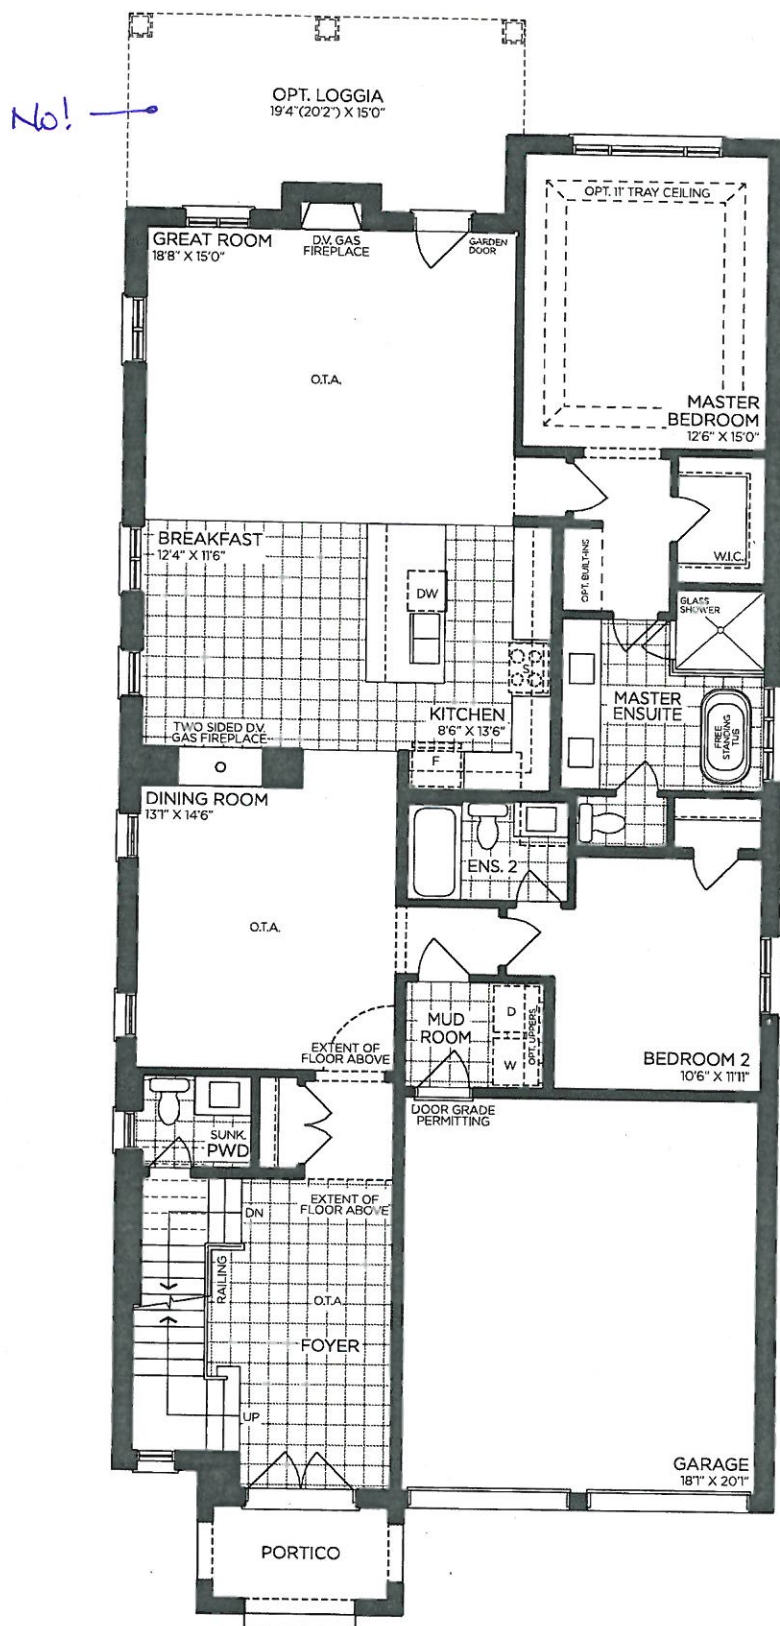 No!
OPT. LOGGIA
19'4"(20'2") X 15'0"
OPT. 11' TRAY CEILING
GREAT ROOM
18'8" X 15'0"
D.V. GAS
FIREPLACE
GARDEN
DOOR
O.T.A.
MASTER
BEDROOM
12'6" X 15'0"
BREAKFAST
12'4" X 11'6"
DW
OPT. BUILT-INS
W.I.C.
GLASS
SHOWER
S
KITCHEN
8'6" X 13'6"
MASTER
ENSUITE
FREE
STANDING
TUB
TWO SIDED D.V.
GAS FIREPLACE
F
DINING ROOM
13'1" X 14'6"
ENS. 2
O.T.A.
MUD
ROOM
D
W
OPT. UPPERS
EXTENT OF
FLOOR ABOVE
BEDROOM 2
10'6" X 11'11"
DOOR GRADE
PERMITTING
SUNK.
PWD
EXTENT OF
FLOOR ABOVE
DN
RAILING
O.T.A.
FOYER
UP
GARAGE
18'1" X 20'1"
PORTICO